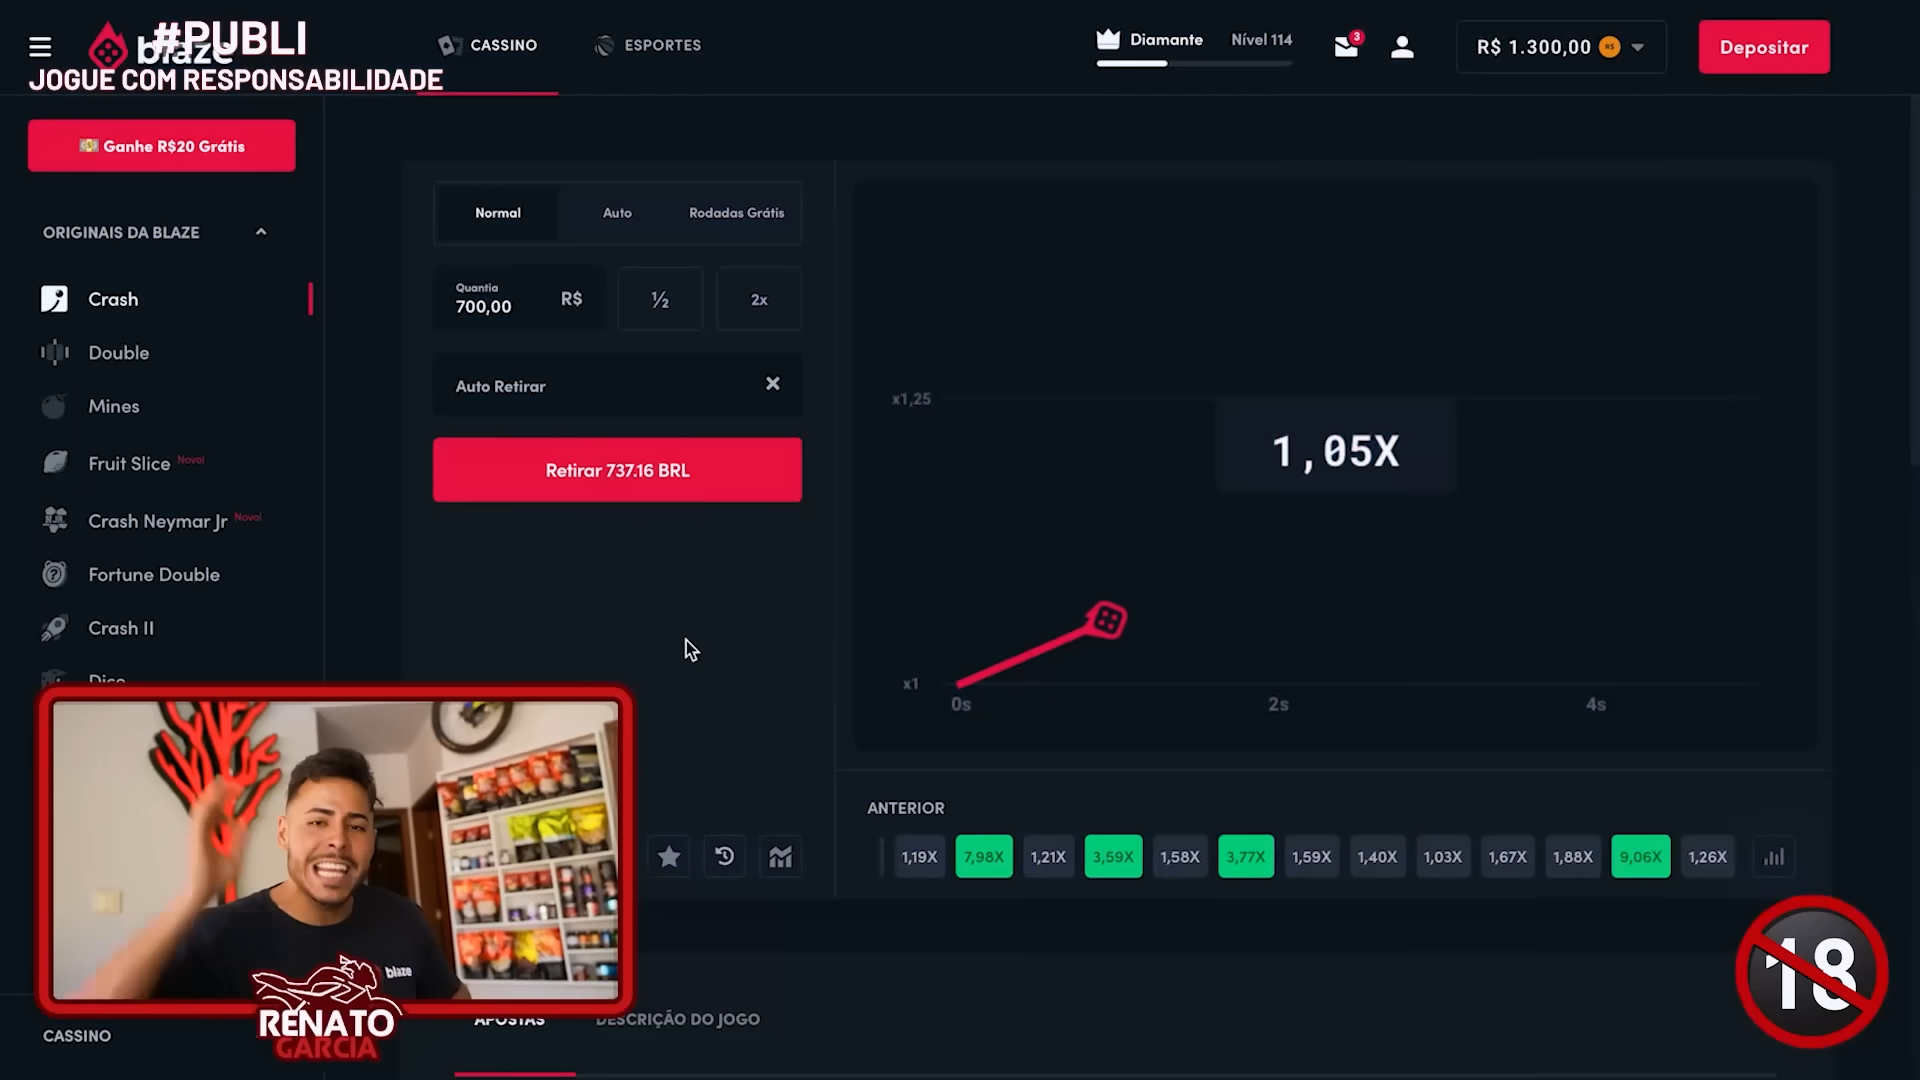 #PUBLI
blaze
JOGUE COM RESPONSABILIDADE
CASSINO
ESPORTES
Diamante
Nível 114
3
R$ 1.300,00
R$
Depositar
Ganhe R$20 Grátis
ORIGINAIS DA BLAZE
Crash
Double
Mines
Fruit Slice Novo!
Crash Neymar Jr Novo!
Fortune Double
Crash II
Dice
CASSINO
Normal
Auto
Rodadas Grátis
Quantia
700,00
R$
½
2x
Auto Retirar
Retirar 737.16 BRL
x1,25
1,05X
x1
0s
2s
4s
ANTERIOR
1,19X
7,98X
1,21X
3,59X
1,58X
3,77X
1,59X
1,40X
1,03X
1,67X
1,88X
9,06X
1,26X
blaze
RENATO
GARCIA
APOSTAS
DESCRIÇÃO DO JOGO
18